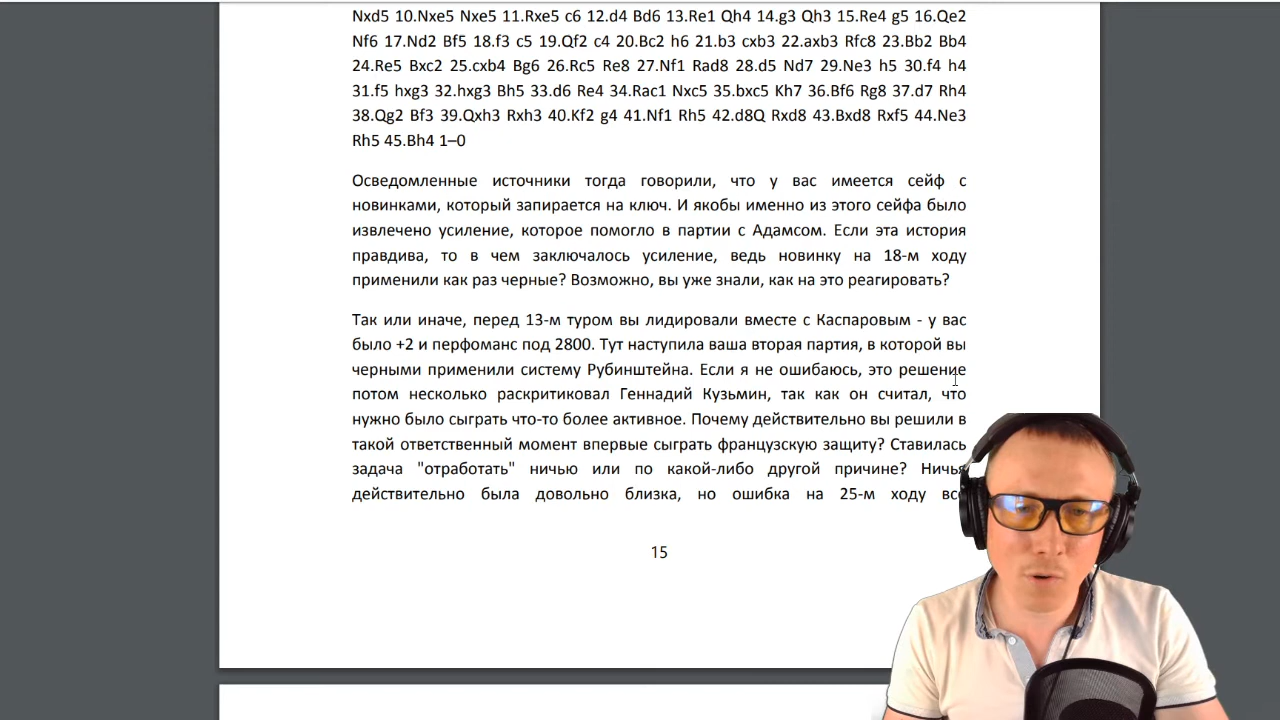 Nxd5 10.Nxe5 Nxe5 11.Rxe5 c6 12.d4 Bd6 13.Re1 Qh4 14.g3 Qh3 15.Re4 g5 16.Qe2
Nf6 17.Nd2 Bf5 18.f3 c5 19.Qf2 c4 20.Bc2 h6 21.b3 cxb3 22.axb3 Rfc8 23.Bb2 Bb4
24.Re5 Bxc2 25.cxb4 Bg6 26.Rc5 Re8 27.Nf1 Rad8 28.d5 Nd7 29.Ne3 h5 30.f4 h4
31.f5 hxg3 32.hxg3 Bh5 33.d6 Re4 34.Rac1 Nxc5 35.bxc5 Kh7 36.Bf6 Rg8 37.d7 Rh4
38.Qg2 Bf3 39.Qxh3 Rxh3 40.Kf2 g4 41.Nf1 Rh5 42.d8Q Rxd8 43.Bxd8 Rxf5 44.Ne3
Rh5 45.Bh4 1–0
Осведомленные источники тогда говорили, что у вас имеется сейф с
новинками, который запирается на ключ. И якобы именно из этого сейфа было
извлечено усиление, которое помогло в партии с Адамсом. Если эта история
правдива, то в чем заключалось усиление, ведь новинку на 18-м ходу
применили как раз черные? Возможно, вы уже знали, как на это реагировать?
Так или иначе, перед 13-м туром вы лидировали вместе с Каспаровым - у вас
было +2 и перфоманс под 2800. Тут наступила ваша вторая партия, в которой вы
черными применили систему Рубинштейна. Если я не ошибаюсь, это решение
потом несколько раскритиковал Геннадий Кузьмин, так как он считал, что
нужно было сыграть что-то более активное. Почему действительно вы решили в
такой ответственный момент впервые сыграть французскую защиту? Ставилась
задача "отработать" ничью или по какой-либо другой причине? Ничья
действительно была довольно близка, но ошибка на 25-м ходу
15